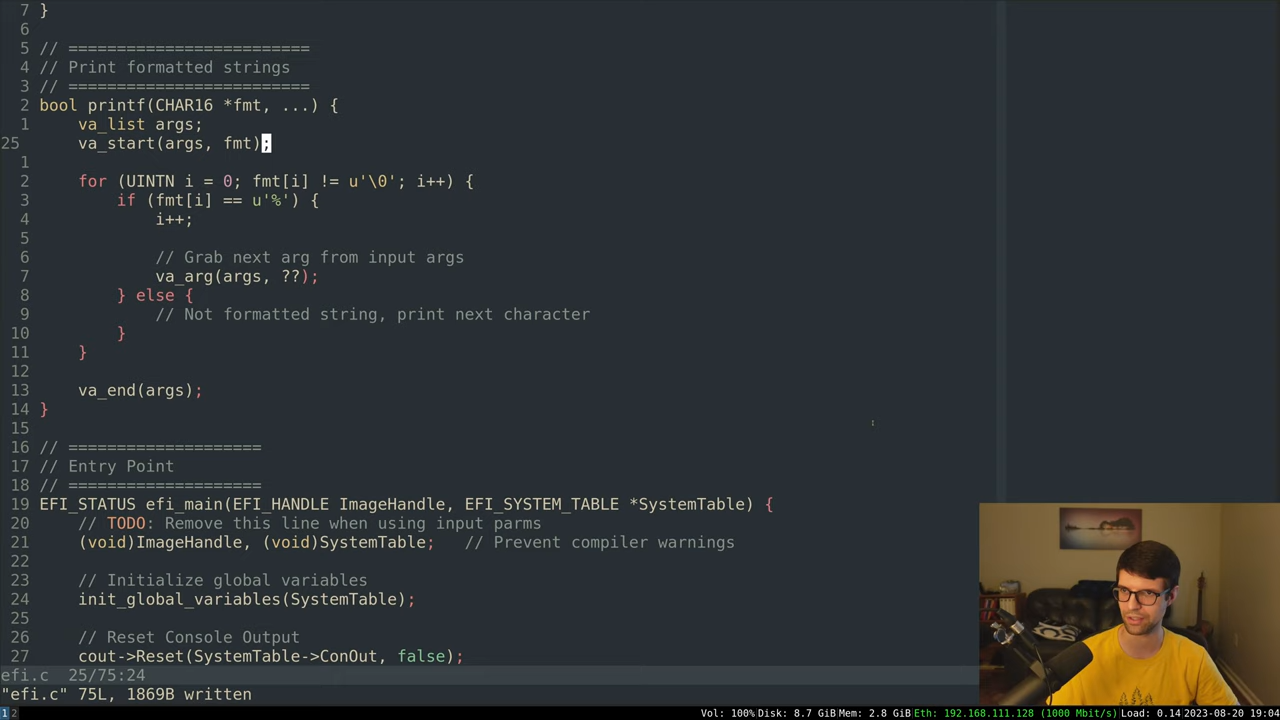 7 }
6
5 // =========================
4 // Print formatted strings
3 // =========================
2 bool printf(CHAR16 *fmt, ...) {
1     va_list args;
25     va_start(args, fmt);
1
2     for (UINTN i = 0; fmt[i] != u'\0'; i++) {
3         if (fmt[i] == u'%') {
4             i++;
5
6             // Grab next arg from input args
7             va_arg(args, ??);
8         } else {
9             // Not formatted string, print next character
10         }
11     }
12
13     va_end(args);
14 }
15
16 // ====================
17 // Entry Point
18 // ====================
19 EFI_STATUS efi_main(EFI_HANDLE ImageHandle, EFI_SYSTEM_TABLE *SystemTable) {
20     // TODO: Remove this line when using input parms
21     (void)ImageHandle, (void)SystemTable;   // Prevent compiler warnings
22
23     // Initialize global variables
24     init_global_variables(SystemTable);
25
26     // Reset Console Output
27     cout->Reset(SystemTable->ConOut, false);
efi.c  25/75:24
"efi.c" 75L, 1869B written
1 2 Vol: 100% Disk: 8.7 GiB Mem: 2.8 GiB Eth: 192.168.111.128 (1000 Mbit/s) Load: 0.14 2023-08-20 19:04